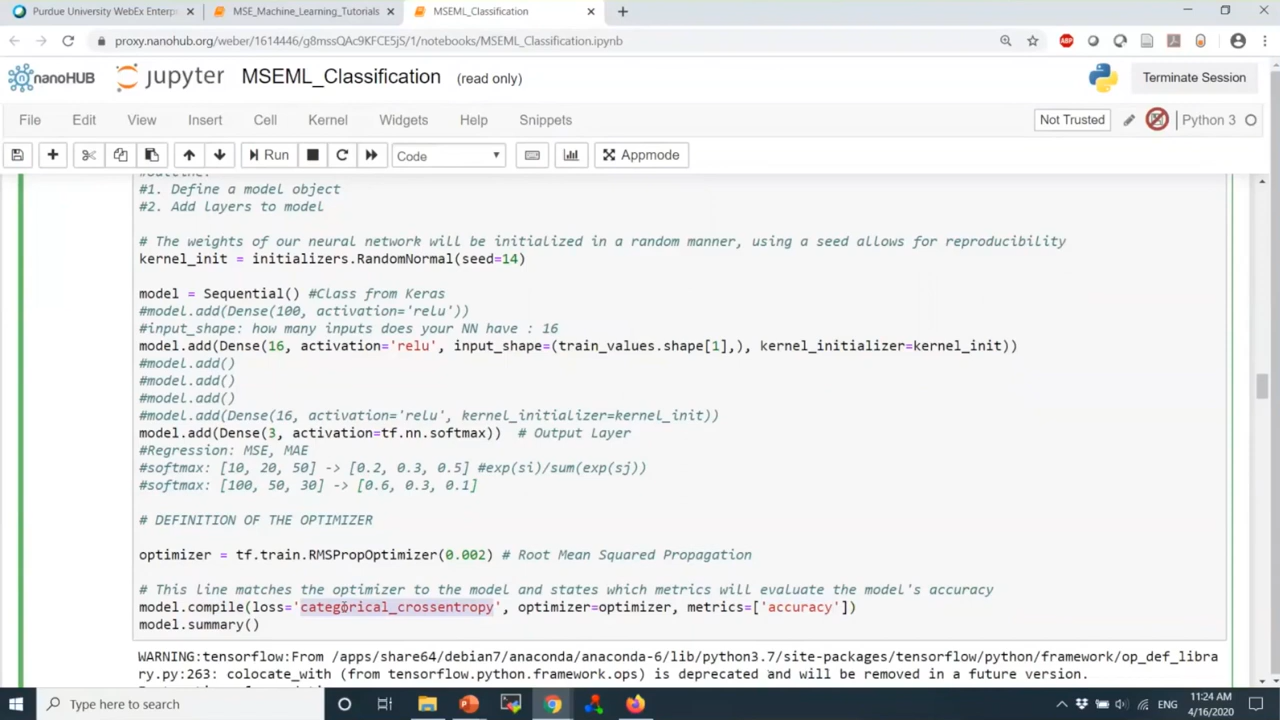 Purdue University WebEx Enterp
MSE_Machine_Learning_Tutorials
MSEML_Classification
proxy.nanohub.org/weber/1614446/g8mssQAc9KFCE5jS/1/notebooks/MSEML_Classification.ipynb
nanoHUB
jupyter
MSEML_Classification
(read only)
Terminate Session
File
Edit
View
Insert
Cell
Kernel
Widgets
Help
Snippets
Not Trusted
Python 3
Run
Code
Appmode
#1. Define a model object
#2. Add layers to model
# The weights of our neural network will be initialized in a random manner, using a seed allows for reproducibility
kernel_init = initializers.RandomNormal(seed=14)
model = Sequential() #Class from Keras
#model.add(Dense(100, activation='relu'))
#input_shape: how many inputs does your NN have : 16
model.add(Dense(16, activation='relu', input_shape=(train_values.shape[1],), kernel_initializer=kernel_init))
#model.add()
#model.add()
#model.add()
#model.add(Dense(16, activation='relu', kernel_initializer=kernel_init))
model.add(Dense(3, activation=tf.nn.softmax)) # Output Layer
#Regression: MSE, MAE
#softmax: [10, 20, 50] -> [0.2, 0.3, 0.5] #exp(si)/sum(exp(sj))
#softmax: [100, 50, 30] -> [0.6, 0.3, 0.1]
# DEFINITION OF THE OPTIMIZER
optimizer = tf.train.RMSPropOptimizer(0.002) # Root Mean Squared Propagation
# This line matches the optimizer to the model and states which metrics will evaluate the model's accuracy
model.compile(loss='categorical_crossentropy', optimizer=optimizer, metrics=['accuracy'])
model.summary()
WARNING:tensorflow:From /apps/share64/debian7/anaconda/anaconda-6/lib/python3.7/site-packages/tensorflow/python/framework/op_def_libra
ry.py:263: colocate_with (from tensorflow.python.framework.ops) is deprecated and will be removed in a future version.
Type here to search
ENG
11:24 AM
4/16/2020